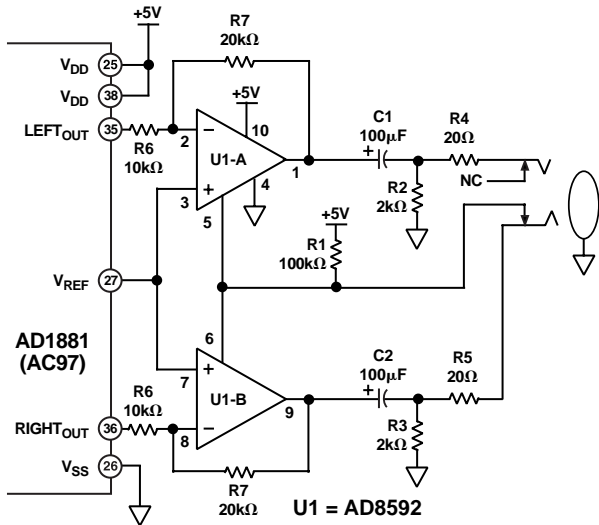 +5V
R7
20kΩ
VDD 25
VDD 38
+5V
C1
100µF
R4
20Ω
LEFTOUT 35
R6
10kΩ
2
10
U1-A
4
1
3
5
NC
R2
2kΩ
+5V
R1
100kΩ
VREF 27
AD1881
(AC97)
6
7
U1-B
9
8
C2
100µF
R5
20Ω
R6
10kΩ
RIGHTOUT 36
R3
2kΩ
VSS 26
R7
20kΩ
U1 = AD8592